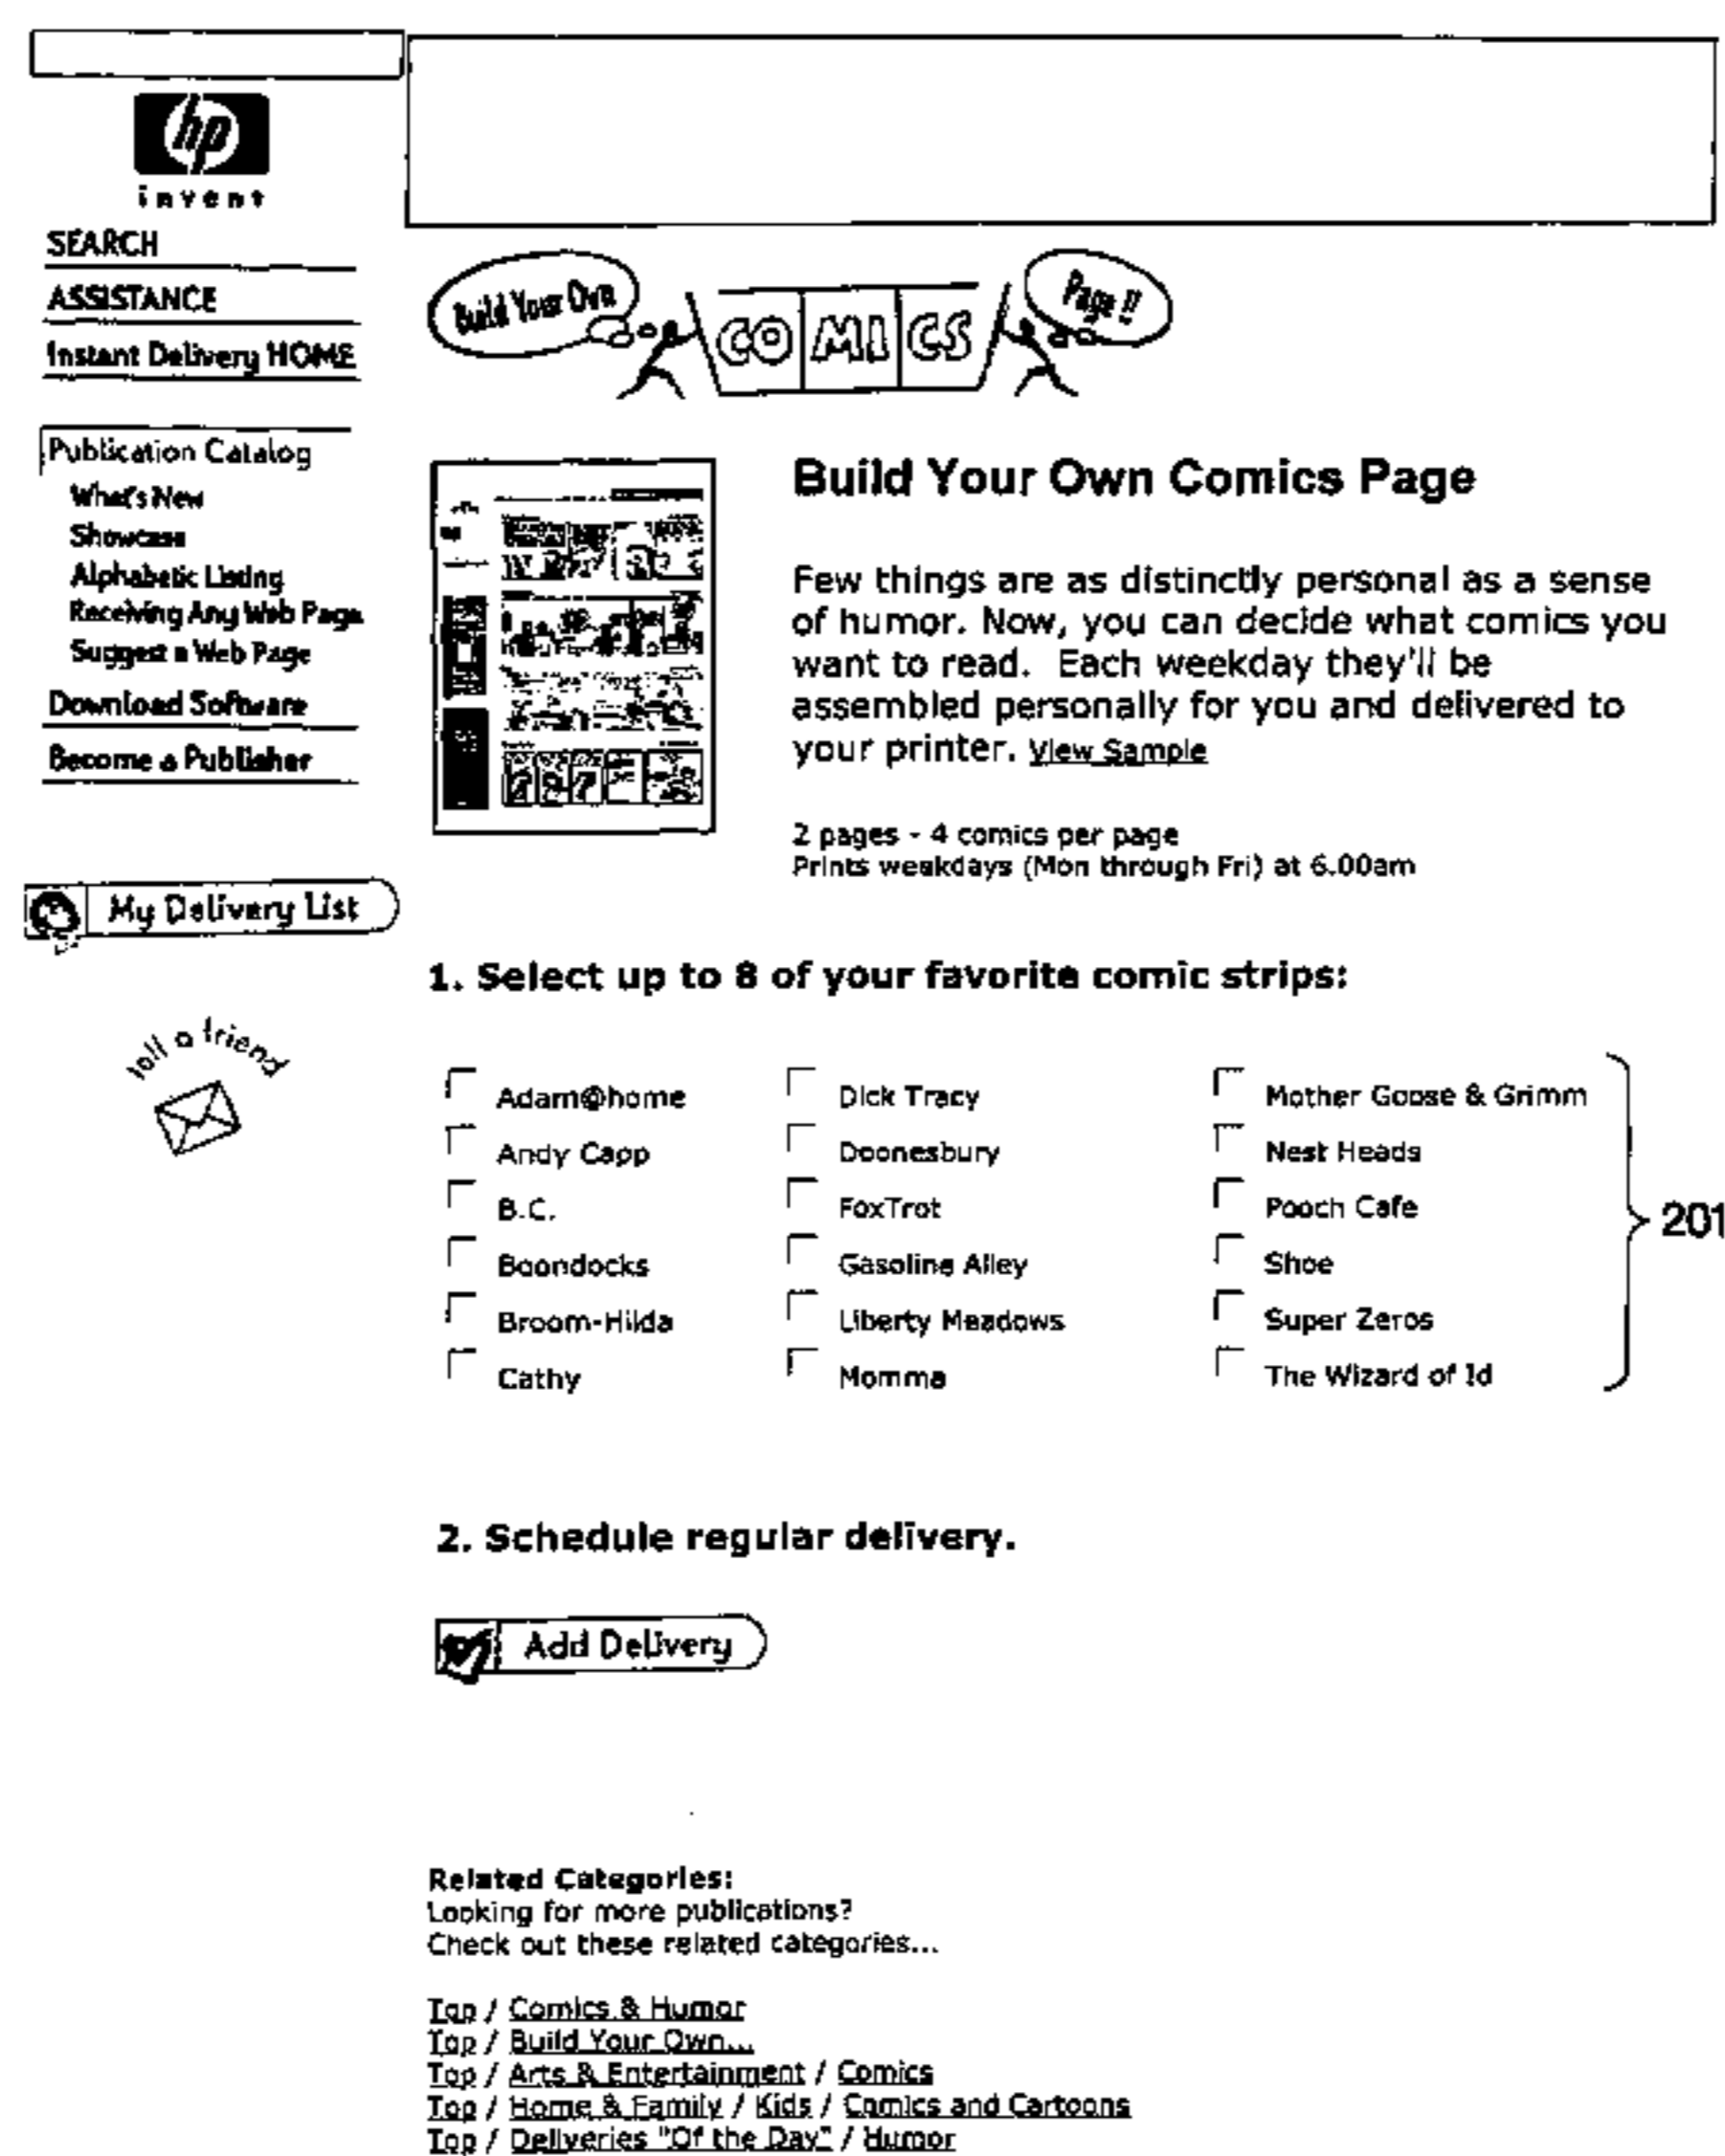 hp
invent
SEARCH
ASSISTANCE
Instant Delivery HOME
Publication Catalog
What's New
Showcase
Alphabetic Listing
Receiving Any Web Page
Suggest a Web Page
Download Software
Become a Publisher
My Delivery List
tell a friend
Build Your Own
COMICS
Page !!
Build Your Own Comics Page
Few things are as distinctly personal as a sense
of humor. Now, you can decide what comics you
want to read. Each weekday they'll be
assembled personally for you and delivered to
your printer. View Sample
2 pages - 4 comics per page
Prints weekdays (Mon through Fri) at 6.00am
1. Select up to 8 of your favorite comic strips:
Adam@home Dick Tracy Mother Goose & Grimm
Andy Capp Doonesbury Nest Heads
B.C. FoxTrot Pooch Cafe
Boondocks Gasoline Alley Shoe
Broom-Hilda Liberty Meadows Super Zeros
Cathy Momma The Wizard of Id
201
2. Schedule regular delivery.
Add Delivery
Related Categories:
Looking for more publications?
Check out these related categories...
Top / Comics & Humor
Top / Build Your Own...
Top / Arts & Entertainment / Comics
Top / Home & Family / Kids / Comics and Cartoons
Top / Deliveries "Of the Day" / Humor